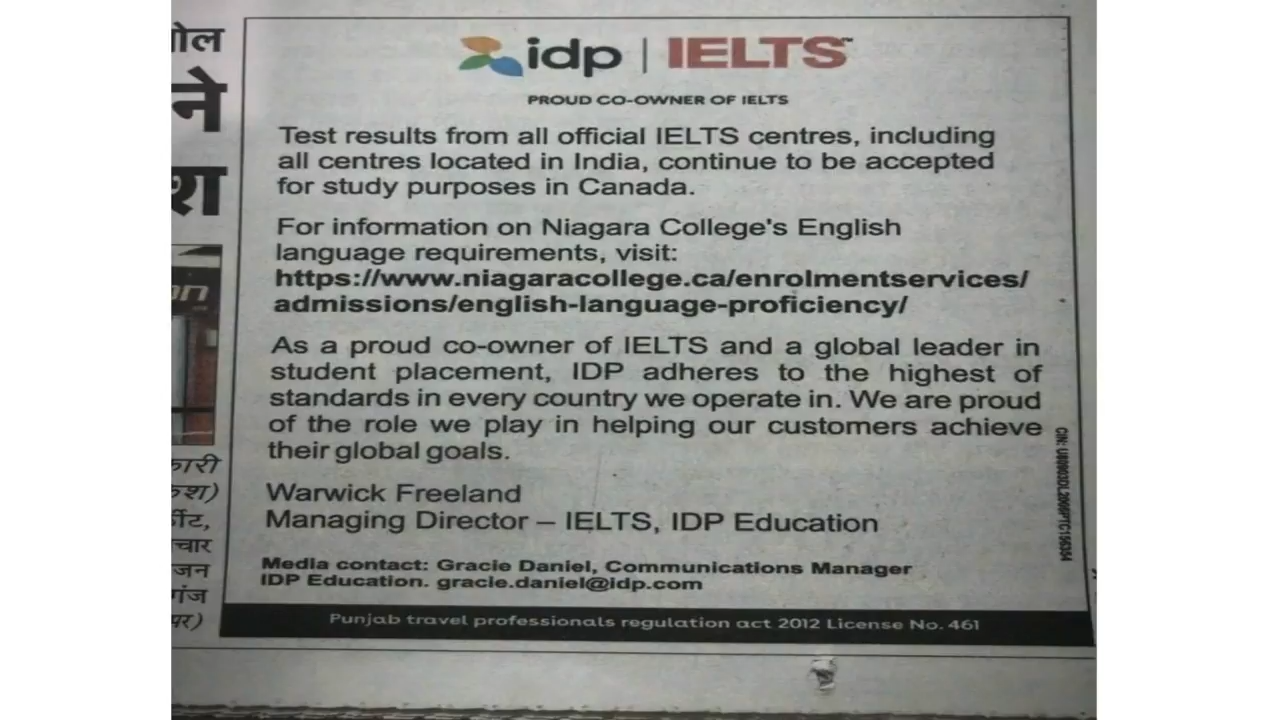 idp | IELTS™
PROUD CO-OWNER OF IELTS
Test results from all official IELTS centres, including
all centres located in India, continue to be accepted
for study purposes in Canada.
For information on Niagara College's English
language requirements, visit:
https://www.niagaracollege.ca/enrolmentservices/
admissions/english-language-proficiency/
As a proud co-owner of IELTS and a global leader in
student placement, IDP adheres to the highest of
standards in every country we operate in. We are proud
of the role we play in helping our customers achieve
their global goals.
Warwick Freeland
Managing Director – IELTS, IDP Education
Media contact: Gracie Daniel, Communications Manager
IDP Education. gracie.daniel@idp.com
Punjab travel professionals regulation act 2012 License No. 461
ने
श
कारी
चार
जन
गंज
पर)